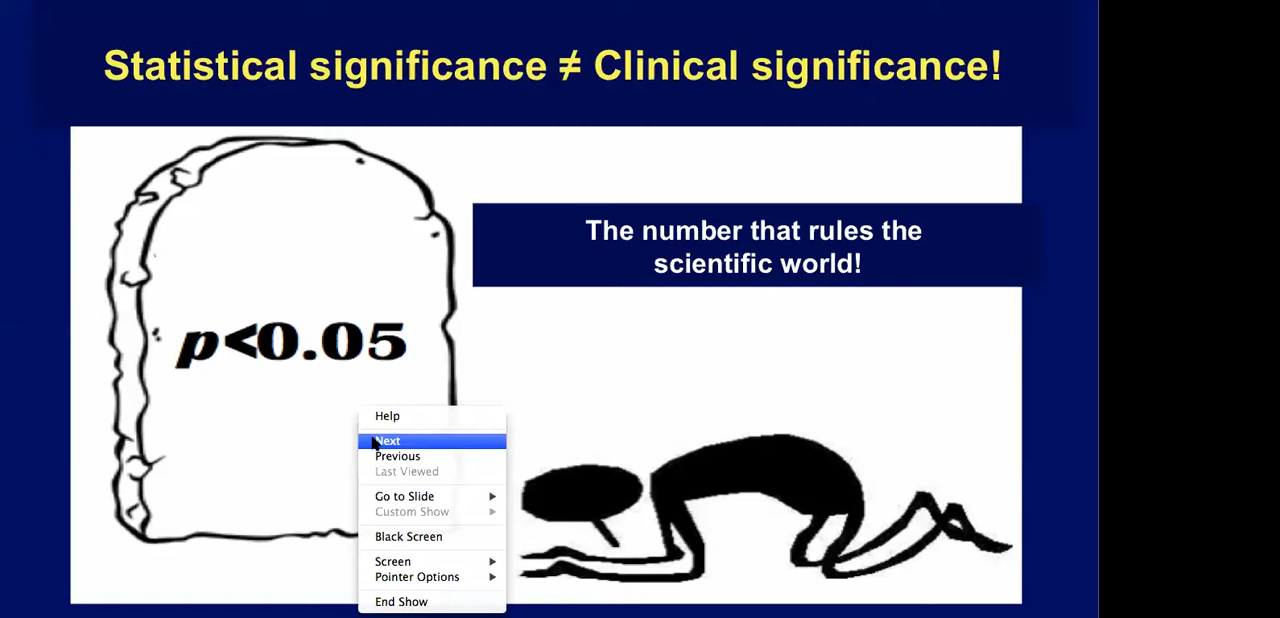 Statistical significance ≠ Clinical significance!
The number that rules the
scientific world!
p<0.05
Help
Next
Previous
Last Viewed
Go to Slide
Custom Show
Black Screen
Screen
Pointer Options
End Show